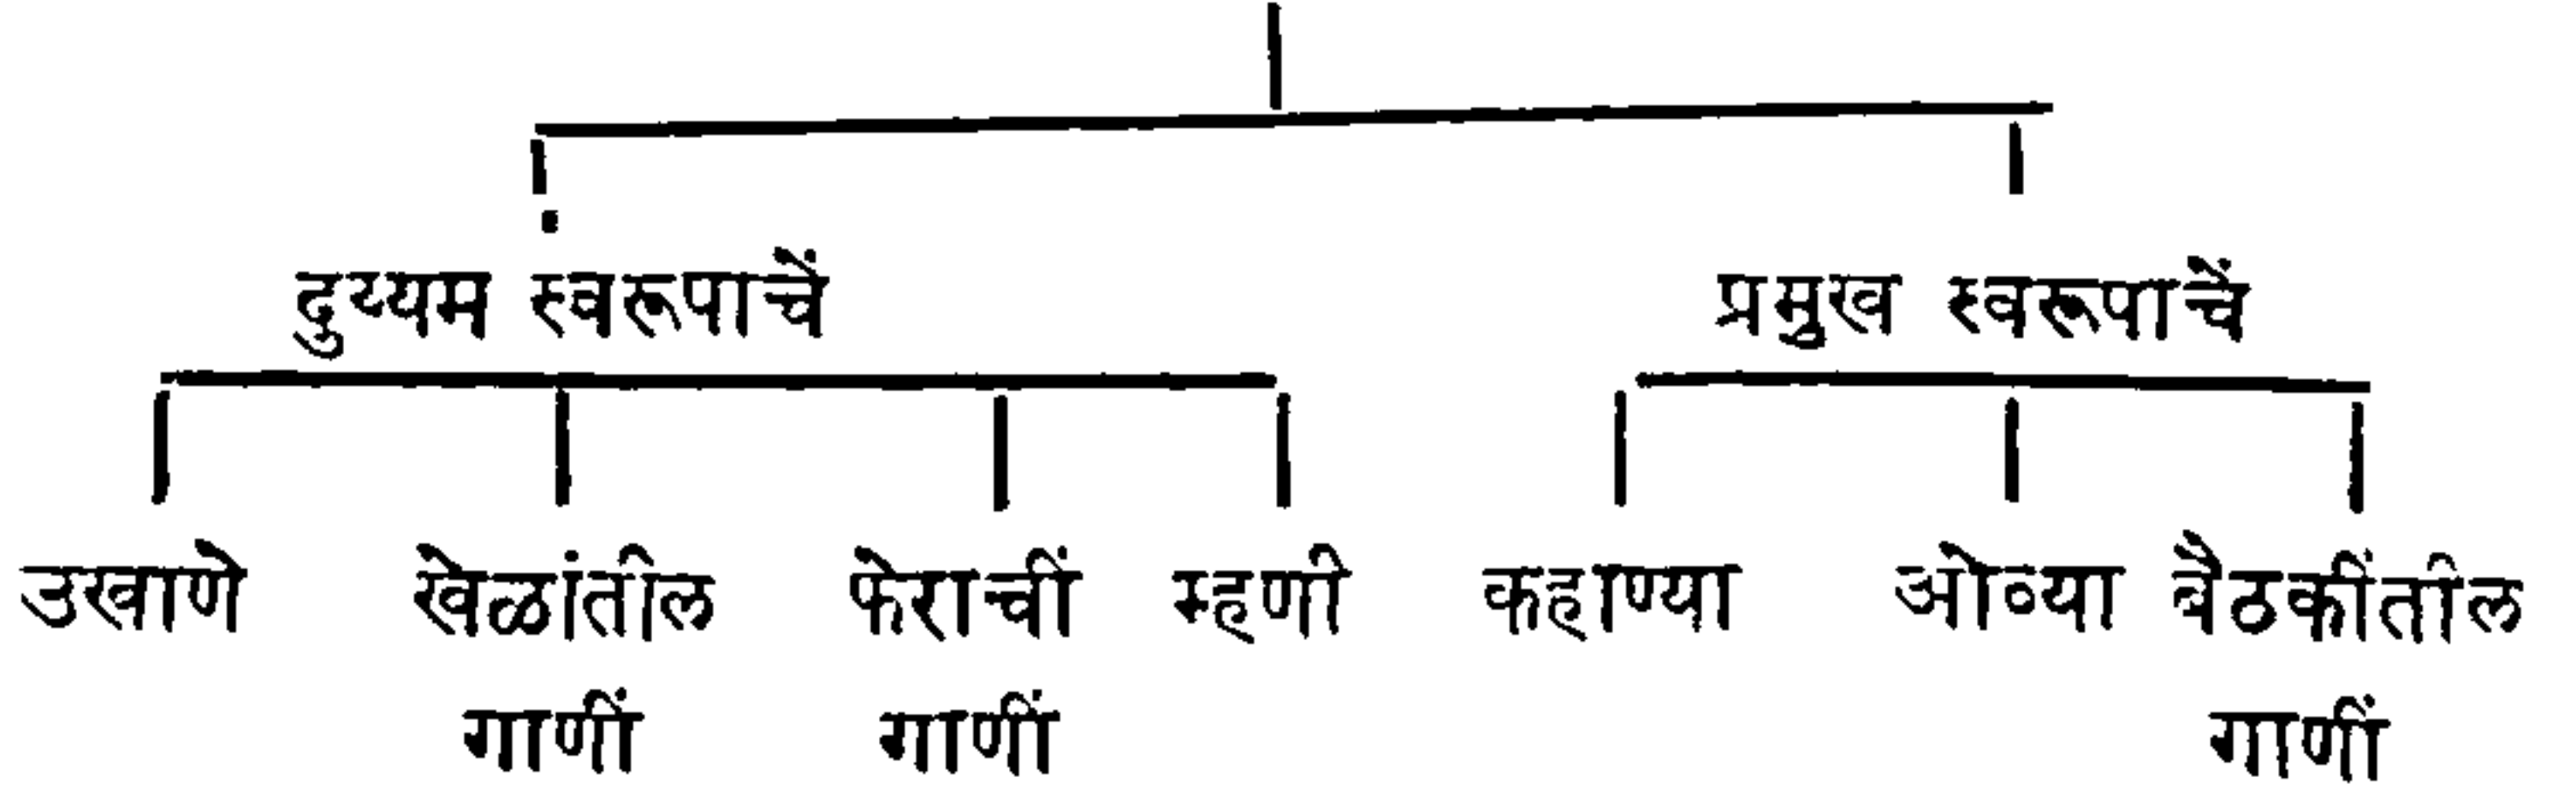 दुय्यम स्वरूपाचें प्रमुख स्वरूपाचें
उखाणे खेळांतील फेराचीं म्हणी कहाण्या ओव्या बैठकींतील
गाणीं गाणीं गाणीं